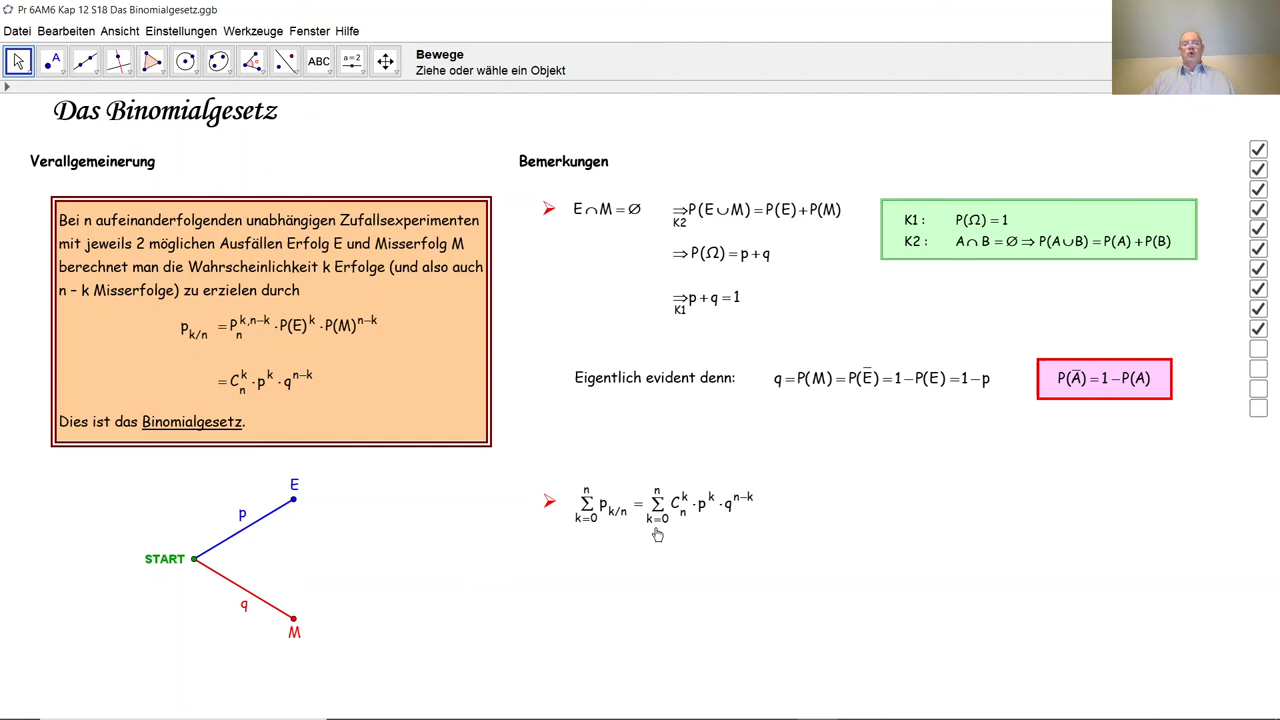 Pr 6AM6 Kap 12 S18 Das Binomialgesetz.ggb
Datei Bearbeiten Ansicht Einstellungen Werkzeuge Fenster Hilfe
A
ABC
a=2
Bewege
Ziehe oder wähle ein Objekt
Das Binomialgesetz
Verallgemeinerung
Bei n aufeinanderfolgenden unabhängigen Zufallsexperimenten
mit jeweils 2 möglichen Ausfällen Erfolg E und Misserfolg M
berechnet man die Wahrscheinlichkeit k Erfolge (und also auch
n – k Misserfolge) zu erzielen durch
p_{k/n} = P_n^{k,n−k} · P(E)^k · P(M)^{n−k}
= C_n^k · p^k · q^{n−k}
Dies ist das Binomialgesetz.
E
p
START
q
M
Bemerkungen
E∩M=∅ ⇒_{K2} P(E∪M)=P(E)+P(M)
⇒P(Ω)=p+q
⇒_{K1} p+q=1
K1: P(Ω)=1
K2: A∩B=∅⇒P(A∪B)=P(A)+P(B)
Eigentlich evident denn: q=P(M)=P(E̅)=1−P(E)=1−p
P(A̅)=1−P(A)
∑_{k=0}^{n} p_{k/n} = ∑_{k=0}^{n} C_n^k · p^k · q^{n−k}